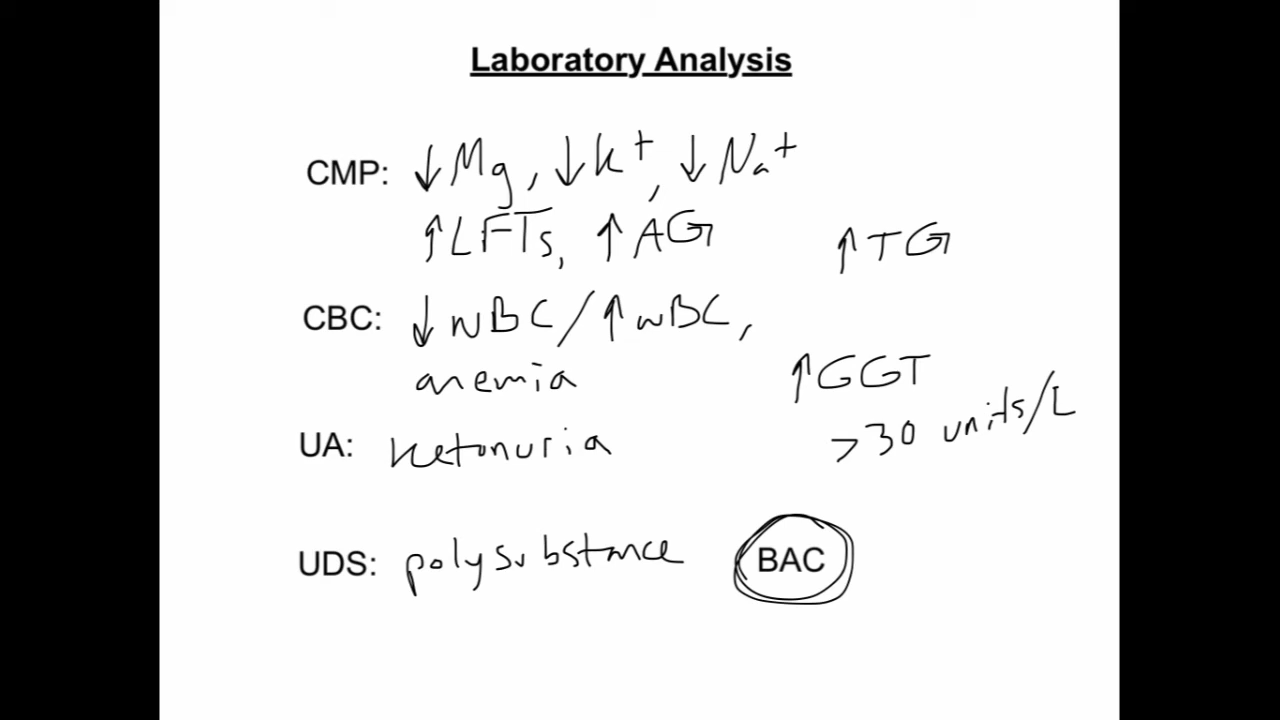 Laboratory Analysis
CMP: ↓Mg, ↓K+, ↓Na+
↑LFTs, ↑AG
↑TG
CBC: ↓WBC/↑WBC,
anemia
↑GGT
>30 units/L
UA: ketonuria
UDS: polysubstance
BAC